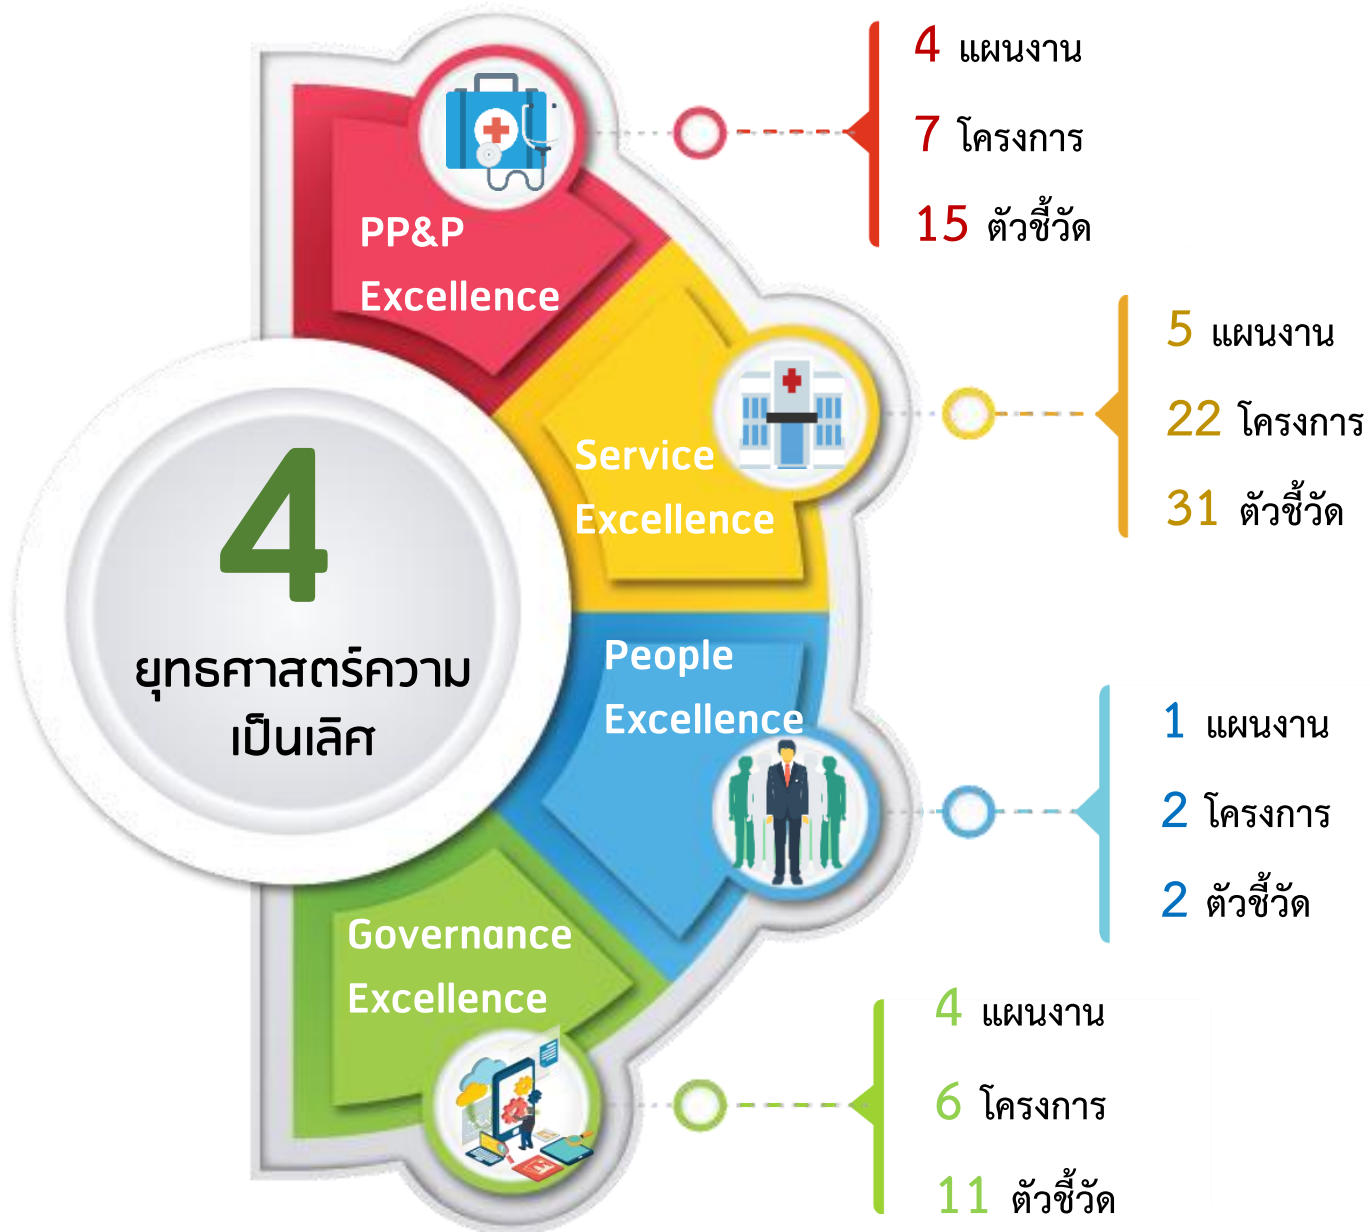 4
ยุทธศาสตร์ความ
เป็นเลิศ
PP&P
Excellence
4 แผนงาน
7 โครงการ
15 ตัวชี้วัด
Service
Excellence
5 แผนงาน
22 โครงการ
31 ตัวชี้วัด
People
Excellence
1 แผนงาน
2 โครงการ
2 ตัวชี้วัด
Governance
Excellence
4 แผนงาน
6 โครงการ
11 ตัวชี้วัด